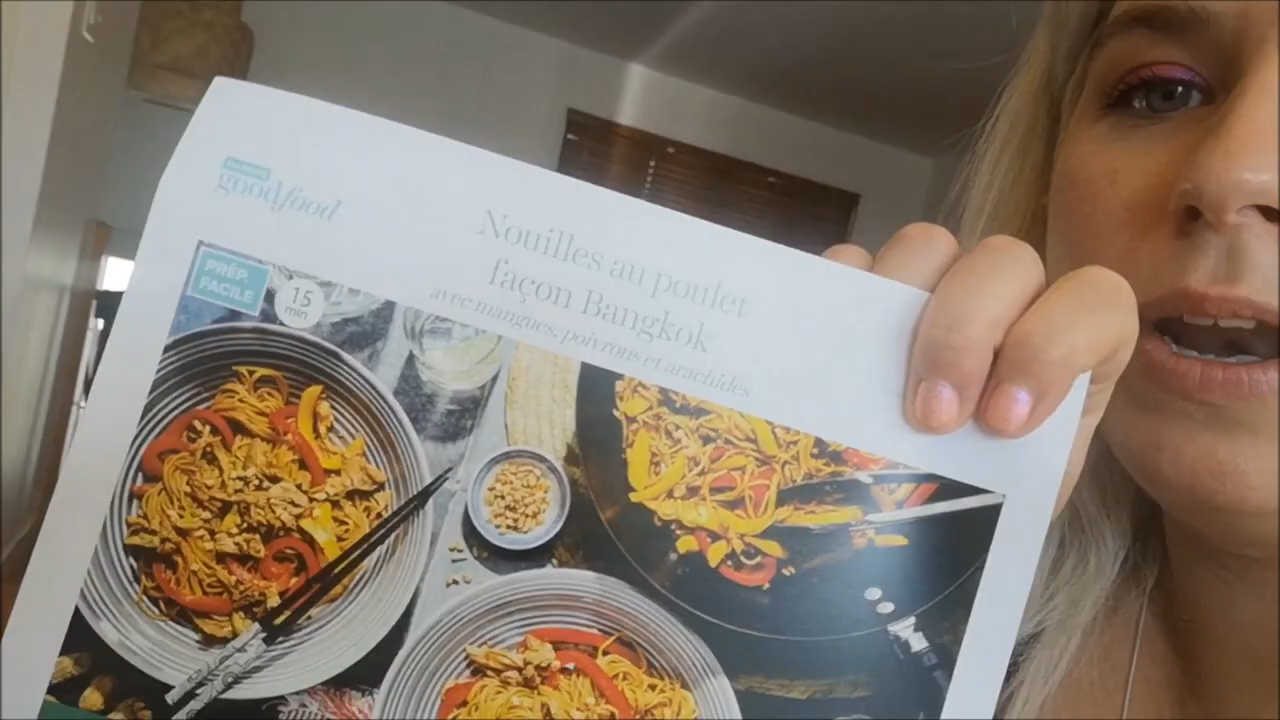 goodfood
Nouilles au poulet
façon Bangkok
avec mangues, poivrons et arachides
PRÉP.
FACILE
15
min